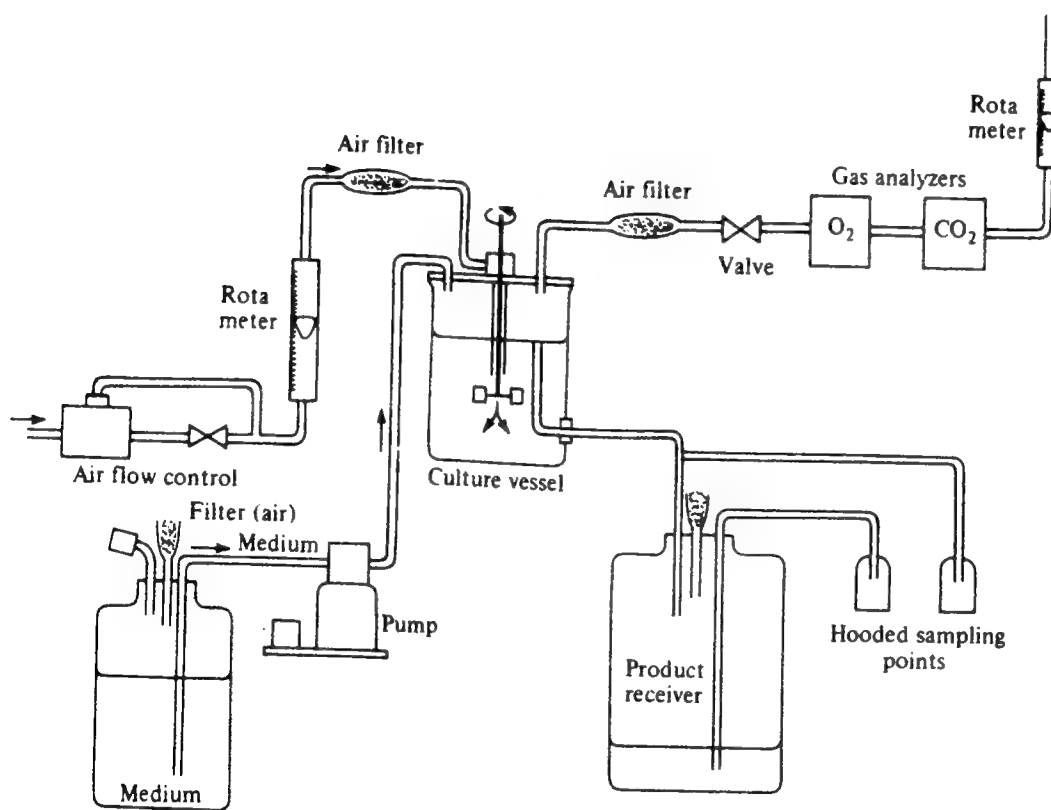 Rota
meter
Air filter
Gas analyzers
Air filter
O₂
CO₂
Valve
Rota
meter
Air flow control
Culture vessel
Filter (air)
Medium
Pump
Hooded sampling
points
Product
receiver
Medium